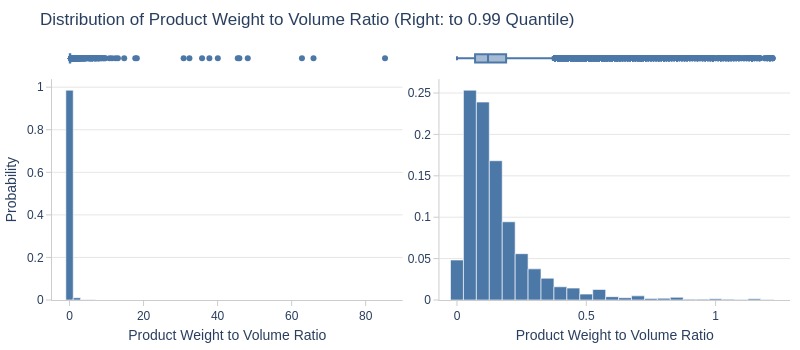 Distribution of Product Weight to Volume Ratio (Right: to 0.99 Quantile)
Probability
1
0.8
0.6
0.4
0.2
0
0 20 40 60 80
Product Weight to Volume Ratio
0.25
0.2
0.15
0.1
0.05
0
0 0.5 1
Product Weight to Volume Ratio